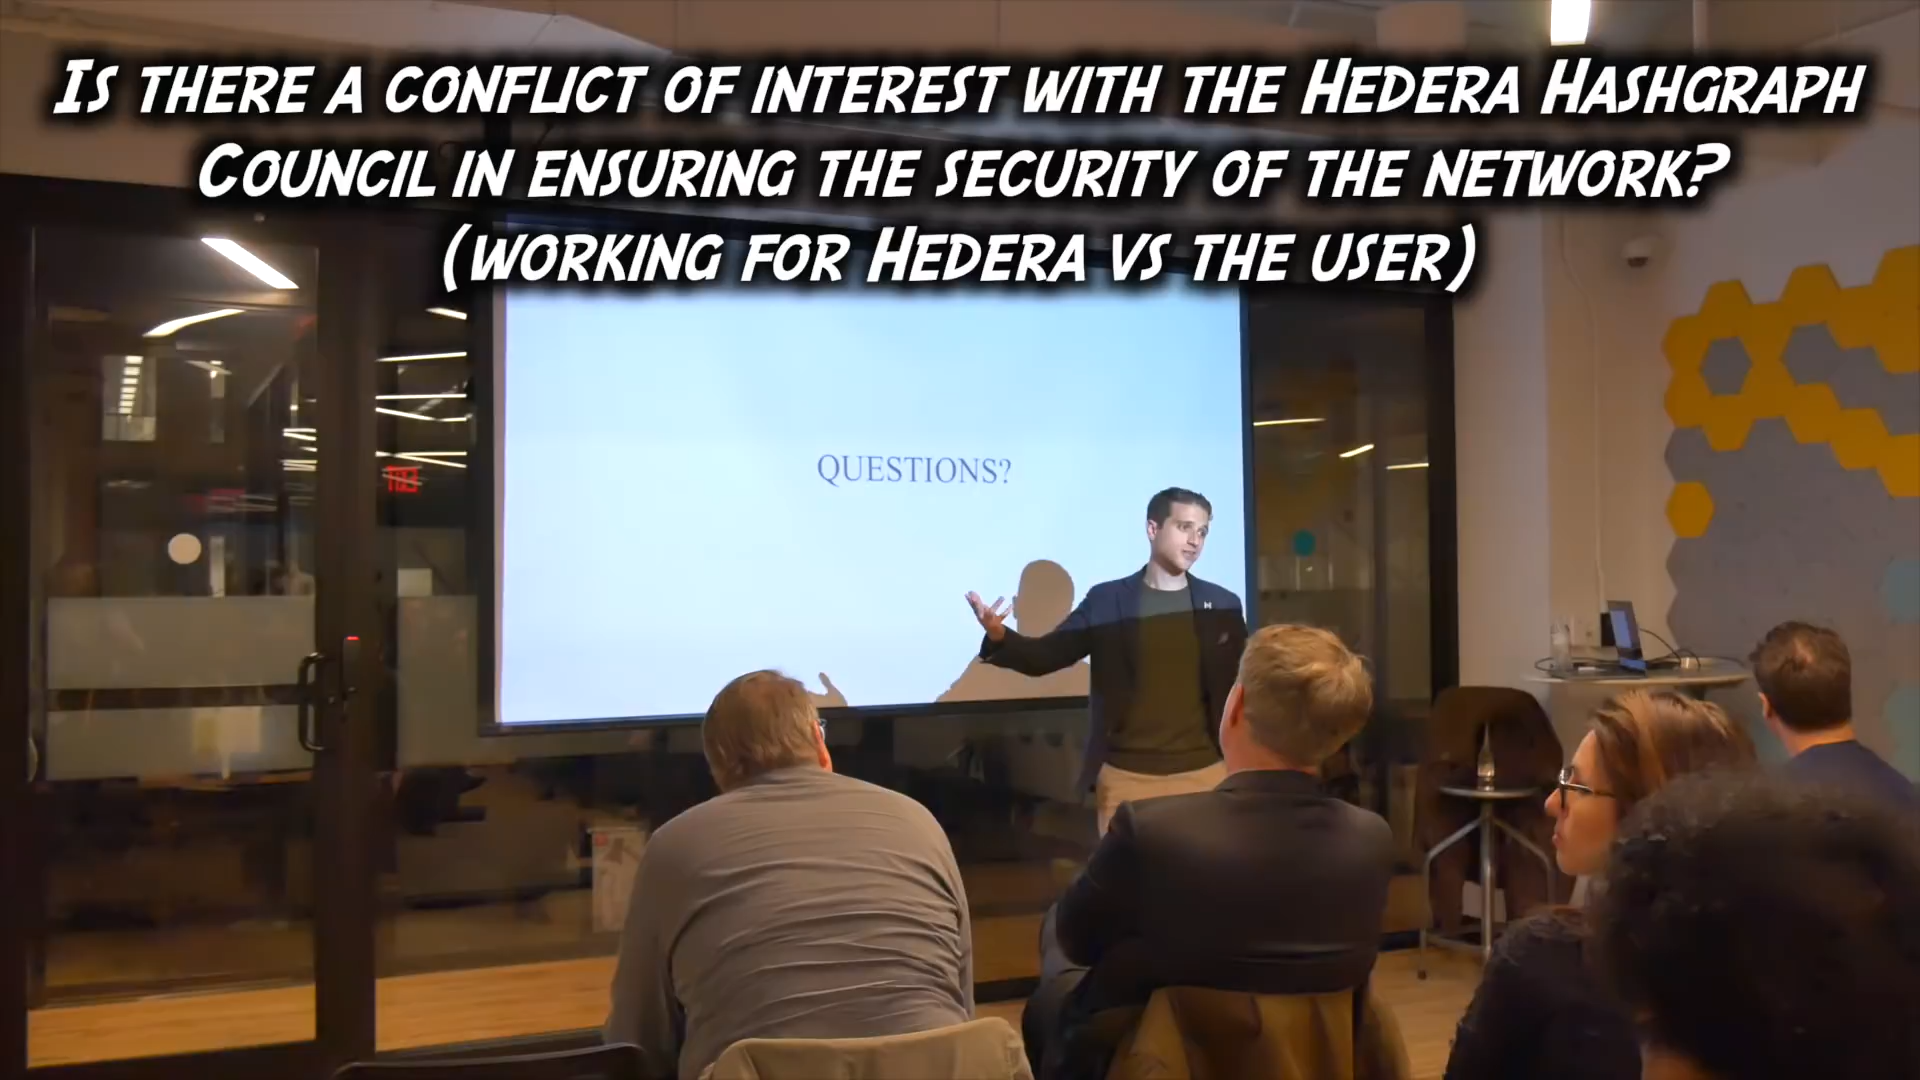 Is there a conflict of interest with the Hedera Hashgraph
Council in ensuring the security of the network?
(working for Hedera vs the user)
QUESTIONS?